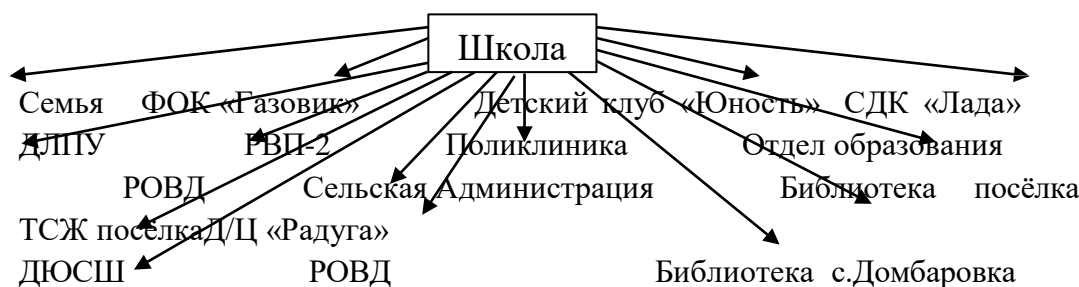 Школа
Семья ФОК «Газовик» Детский клуб «Юность» СДК «Лада»
ДЛПУ РВП-2 Поликлиника Отдел образования
РОВД Сельская Администрация Библиотека посёлка
ТСЖ посёлкаД/Ц «Радуга»
ДЮСШ РОВД Библиотека с.Домбаровка